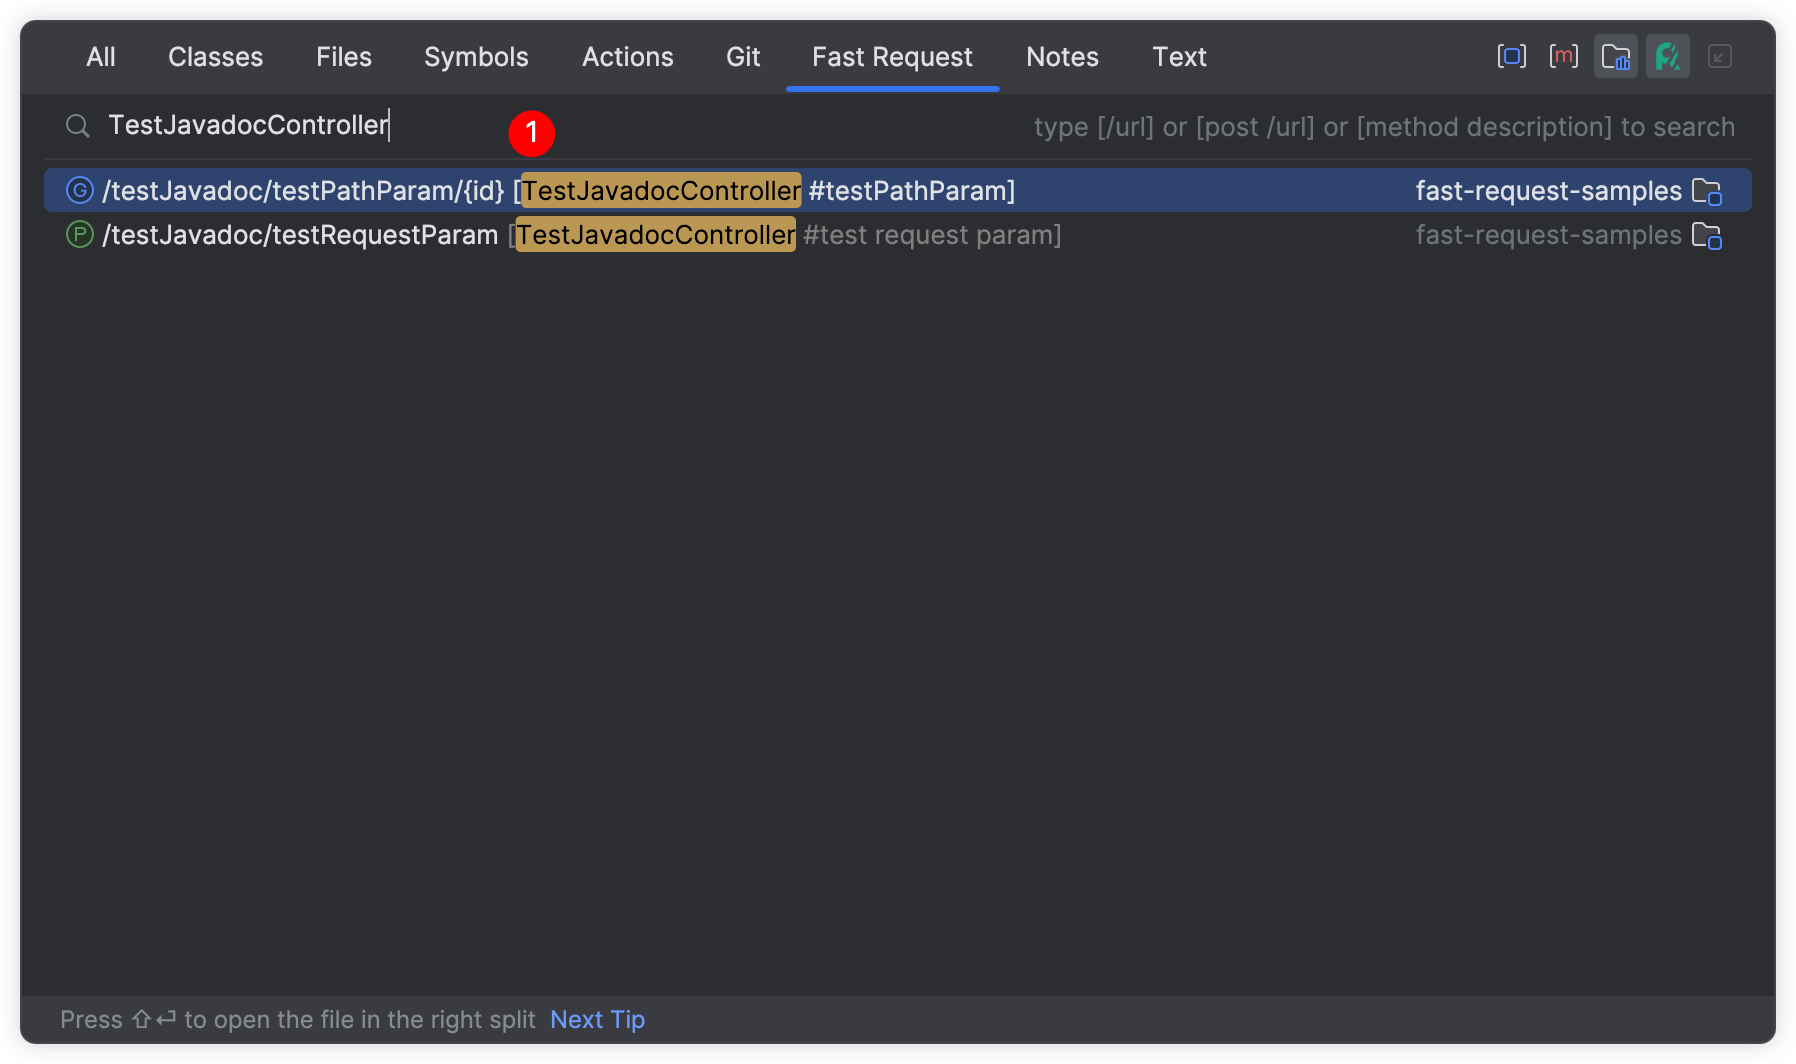 All Classes Files Symbols Actions Git Fast Request Notes Text [m]
TestJavadocController 1 type [/url] or [post /url] or [method description] to search
G /testJavadoc/testPathParam/{id} [TestJavadocController #testPathParam] fast-request-samples
P /testJavadoc/testRequestParam [TestJavadocController #test request param] fast-request-samples
Press ⇧⏎ to open the file in the right split Next Tip